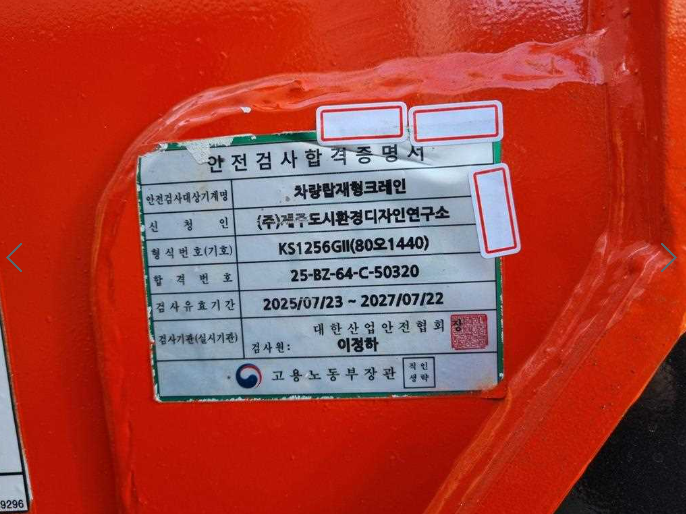 안전검사합격증명서
안전검사대상기계명 차량탑재형크레인
신청인 (주)제주도시환경디자인연구소
형식번호(기호) KS1256GII(80오1440)
합격번호 25-BZ-64-C-50320
검사유효기간 2025/07/23 ~ 2027/07/22
검사기관(실시기관) 대한산업안전협회장
검사원: 이정하
고용노동부장관 직인생략
9296